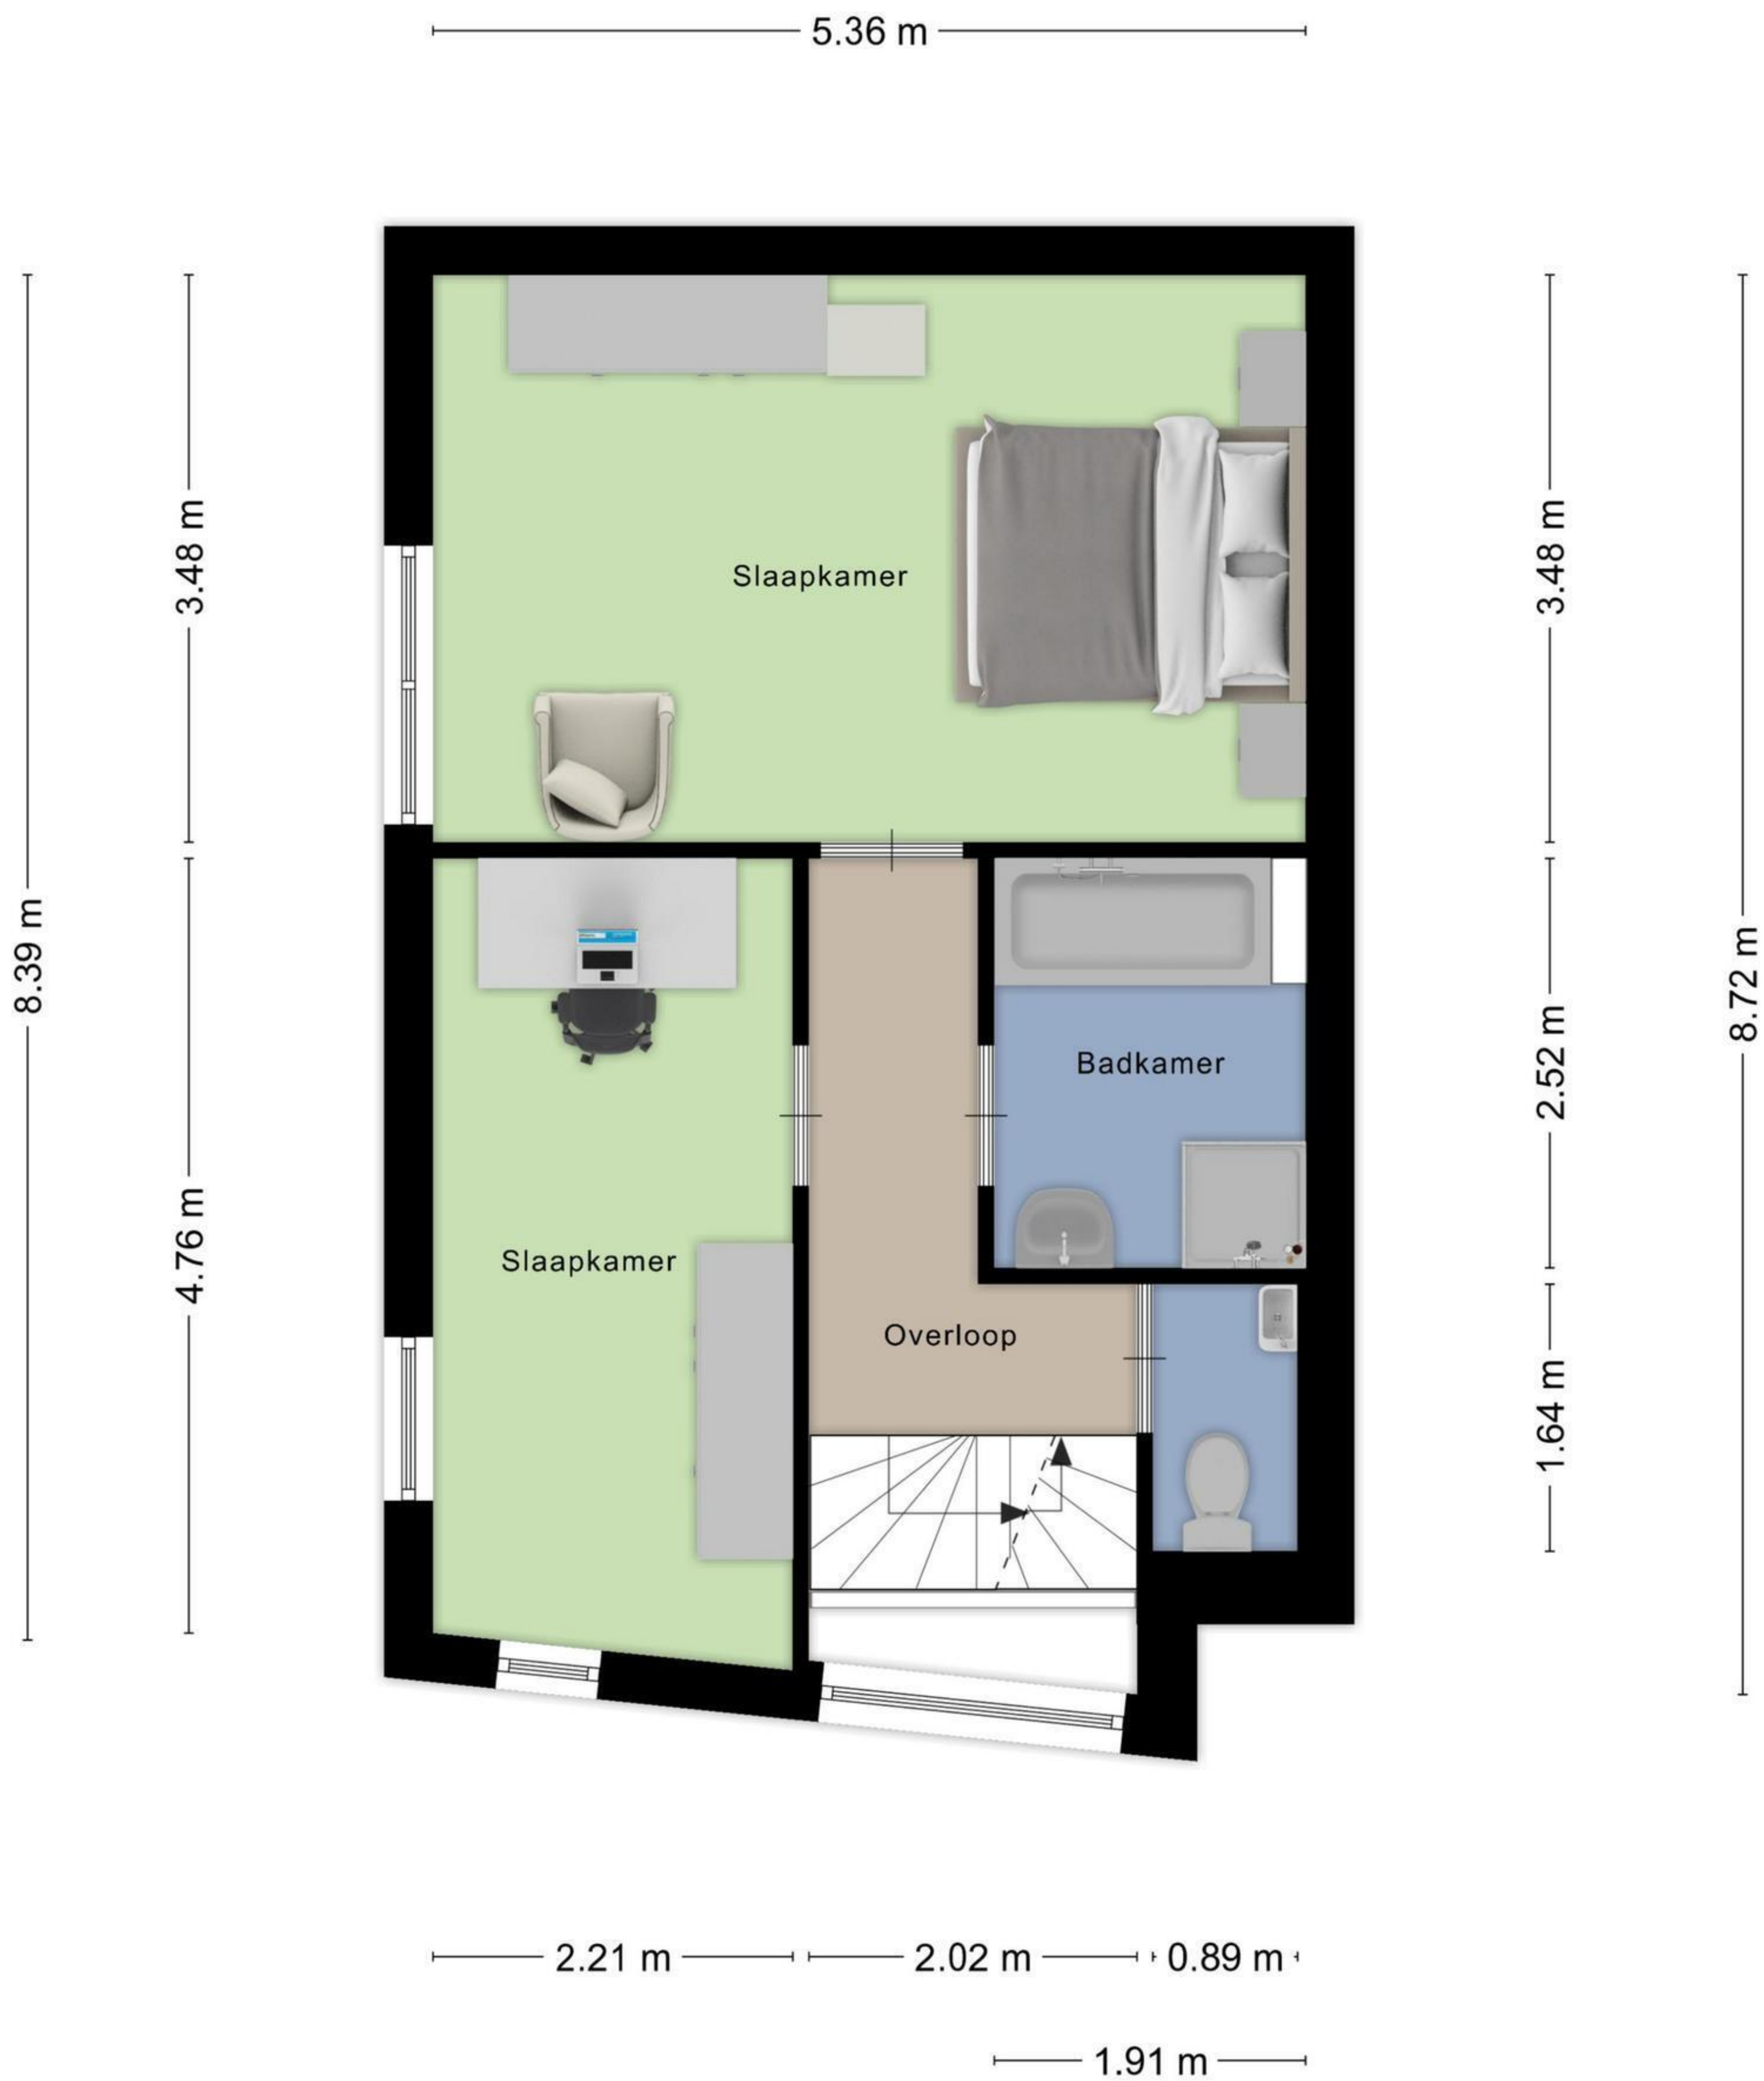 5.36 m
3.48 m
3.48 m
Slaapkamer
8.39 m
8.72 m
2.52 m
Badkamer
4.76 m
Slaapkamer
Overloop
1.64 m
2.21 m
2.02 m
0.89 m
1.91 m